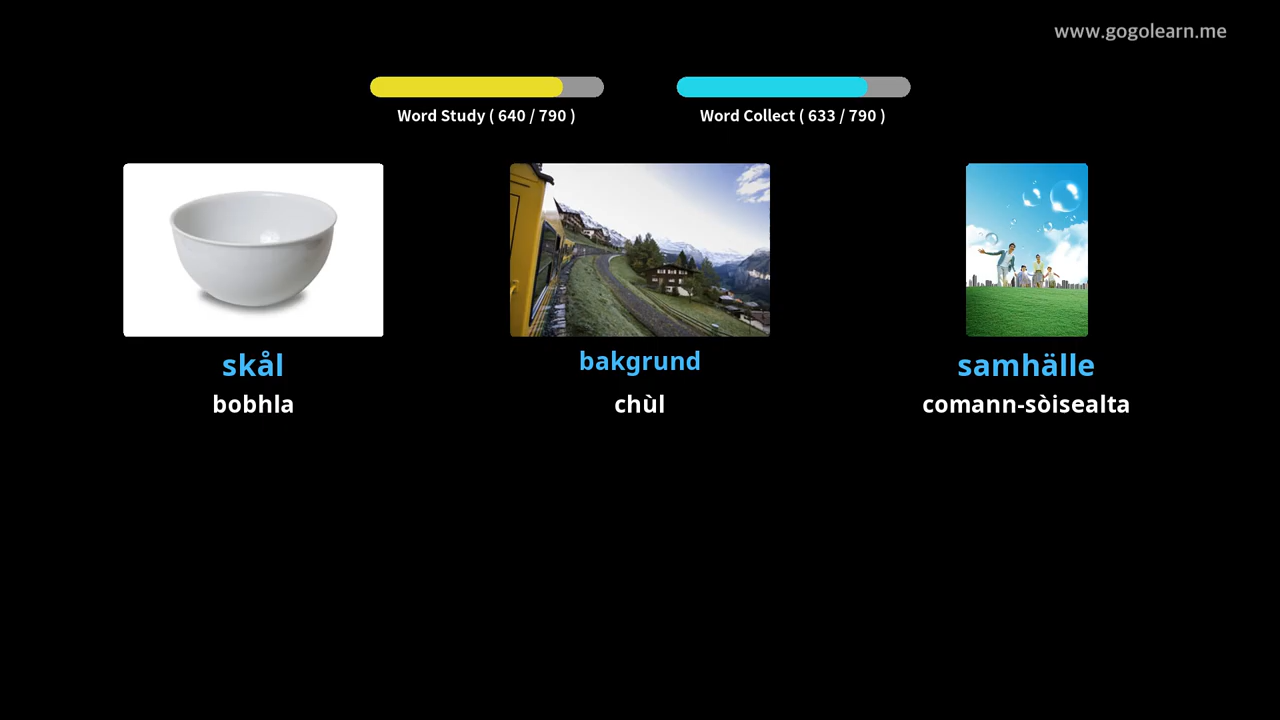 www.gogolearn.me
Word Study ( 640 / 790 )
Word Collect ( 633 / 790 )
skål
bakgrund
samhälle
bobhla
chùl
comann-sòisealta